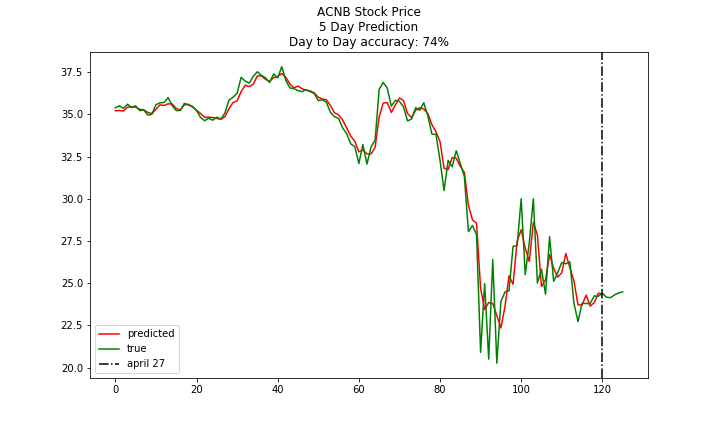 ACNB Stock Price
5 Day Prediction
Day to Day accuracy: 74%
37.5
35.0
32.5
30.0
27.5
25.0
22.5
20.0
predicted
true
april 27
0
20
40
60
80
100
120